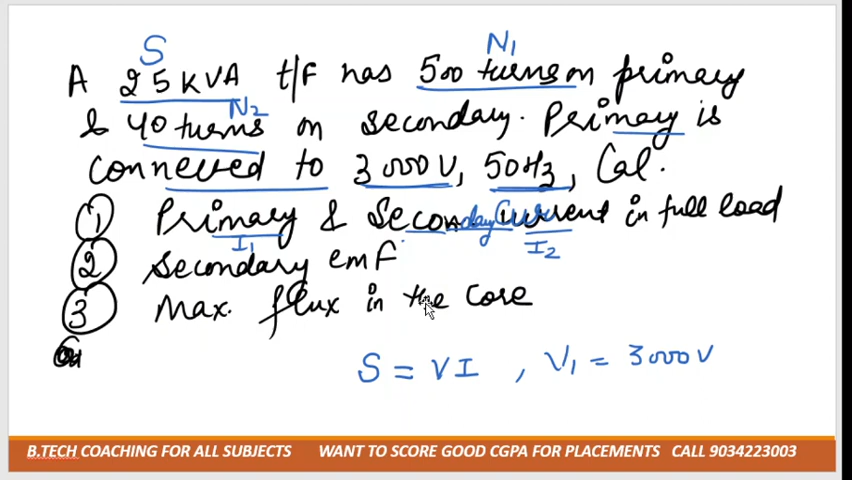 S N1
A 25 KVA t/F has 500 turns on primary
N2
& 40 turns on secondary. Primary is
connected to 3000V, 50Hz, Cal.
1 Primary & Secondary Current in full load
I1 I2
2 Secondary emf
3 Max. flux in the Core
S = VI , V1 = 3000V
B.TECH COACHING FOR ALL SUBJECTS WANT TO SCORE GOOD CGPA FOR PLACEMENTS CALL 9034223003